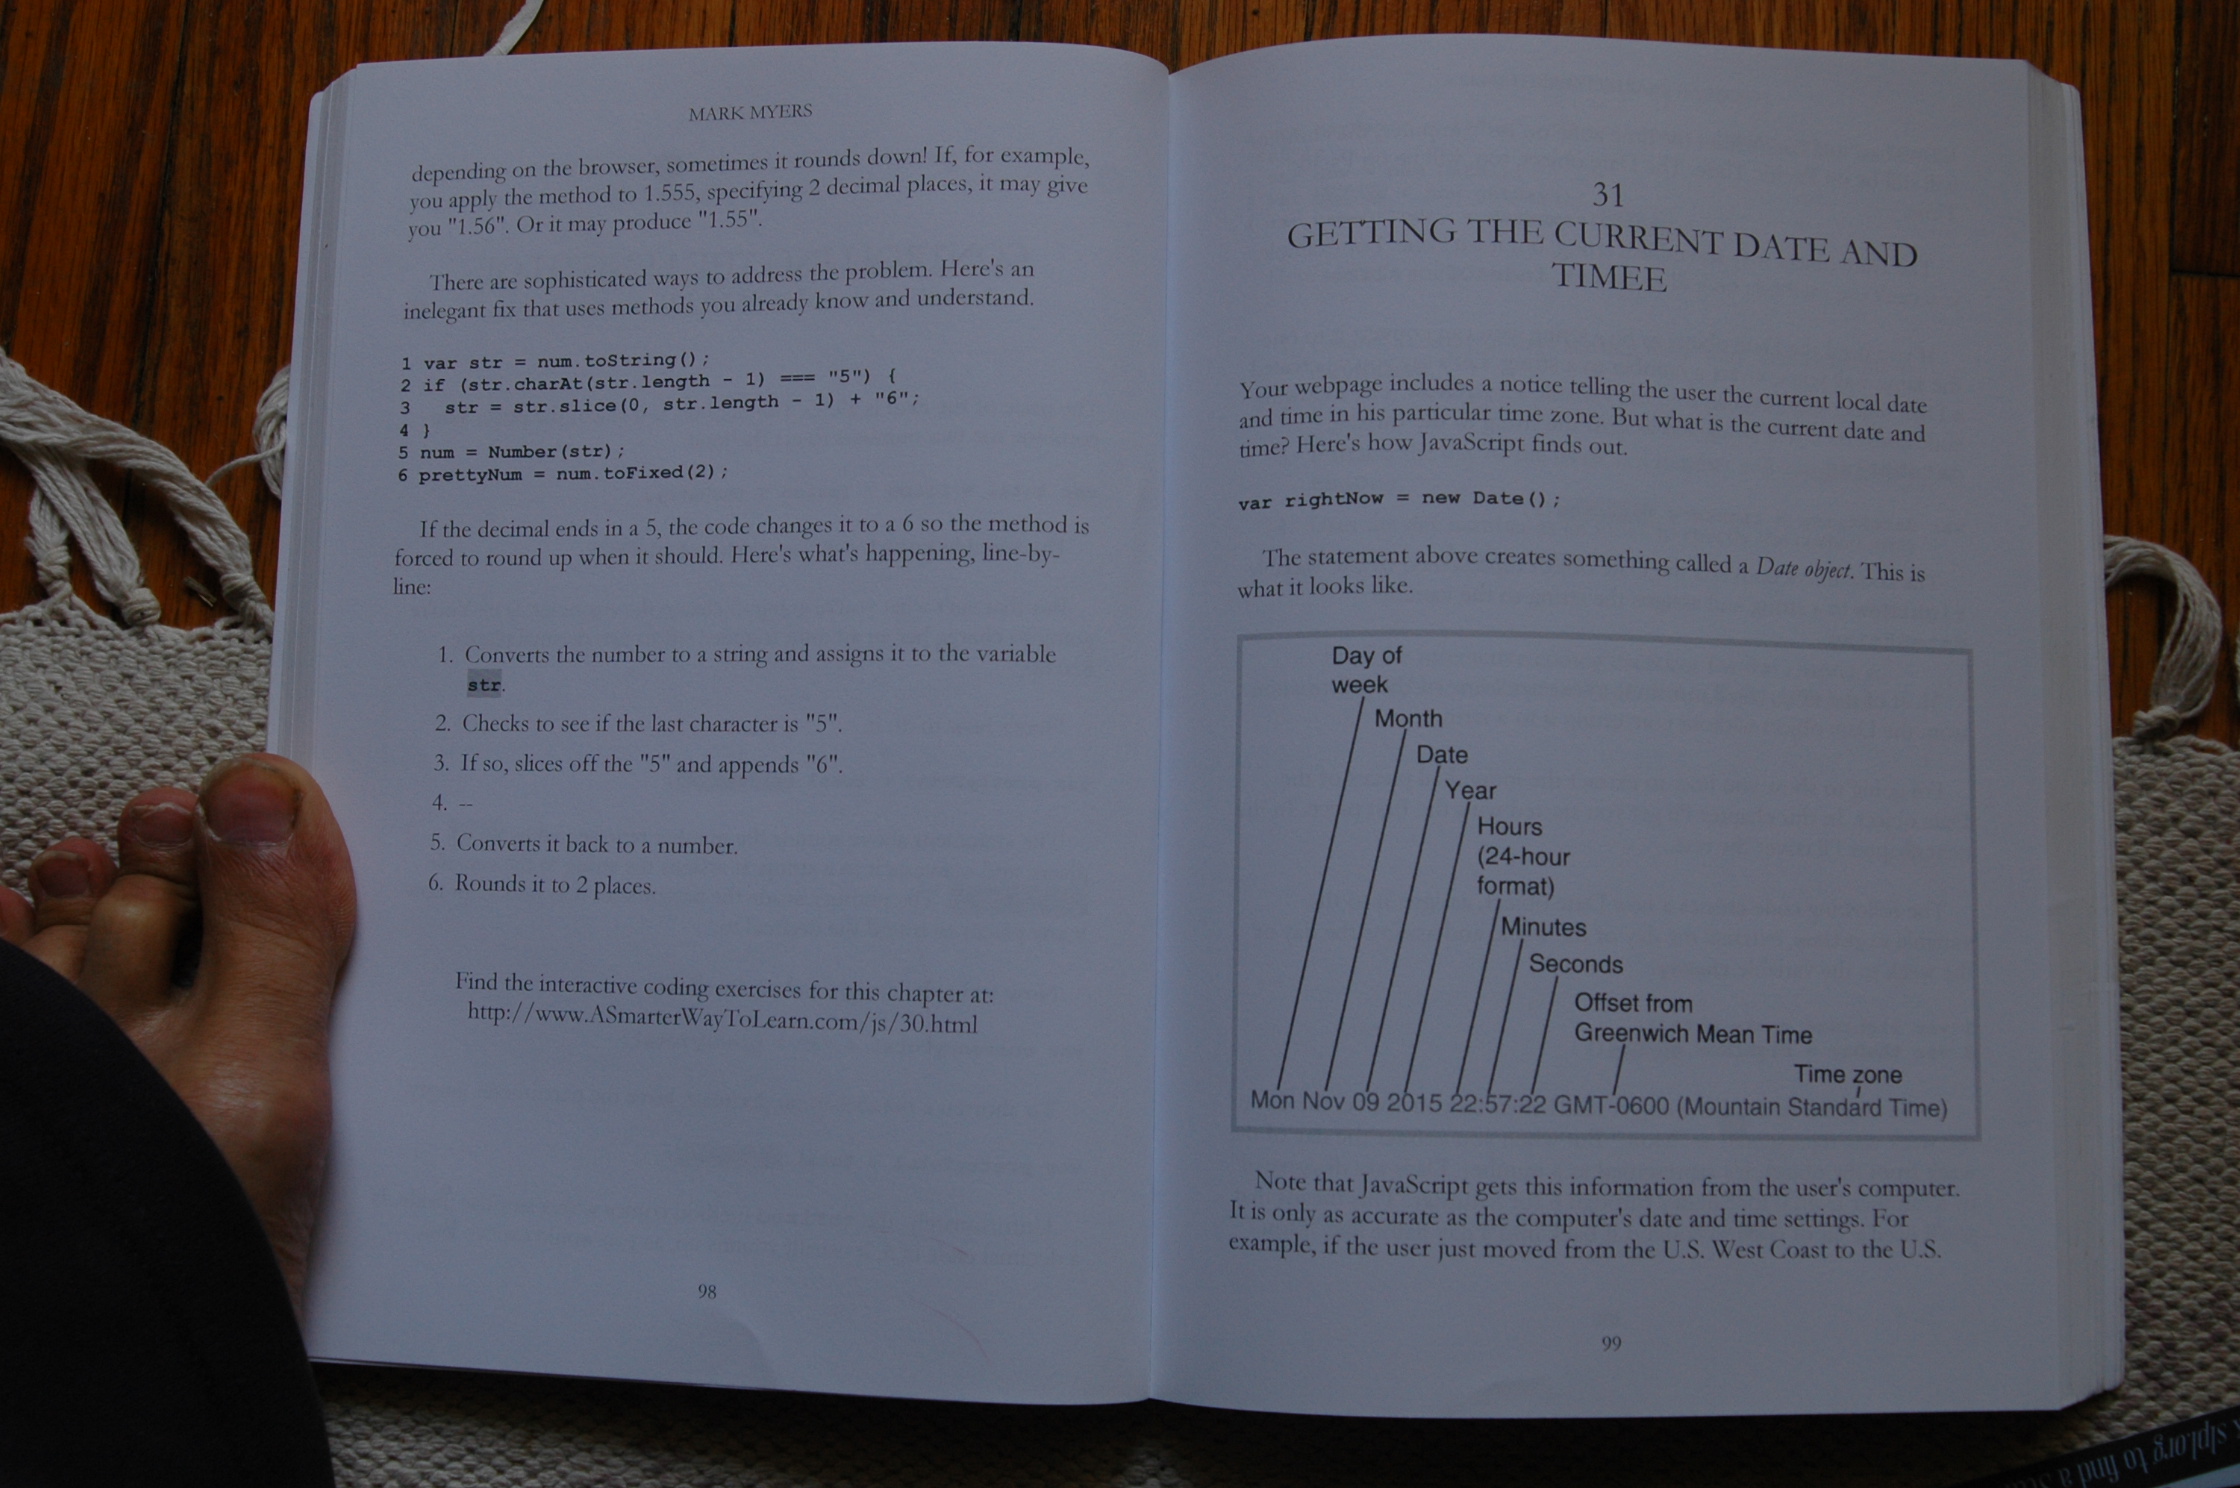 MARK MYERS
depending on the browser, sometimes it rounds down! If, for example,
you apply the method to 1.555, specifying 2 decimal places, it may give
you "1.56". Or it may produce "1.55".
There are sophisticated ways to address the problem. Here's an
inelegant fix that uses methods you already know and understand.
1 var str = num.toString();
2 if (str.charAt(str.length - 1) === "5") {
3   str = str.slice(0, str.length - 1) + "6";
4 }
5 num = Number(str);
6 prettyNum = num.toFixed(2);
If the decimal ends in a 5, the code changes it to a 6 so the method is
forced to round up when it should. Here's what's happening, line-by-
line:
1. Converts the number to a string and assigns it to the variable
str.
2. Checks to see if the last character is "5".
3. If so, slices off the "5" and appends "6".
4. --
5. Converts it back to a number.
6. Rounds it to 2 places.
Find the interactive coding exercises for this chapter at:
http://www.ASmarterWayToLearn.com/js/30.html
98
31
GETTING THE CURRENT DATE AND
TIMEE
Your webpage includes a notice telling the user the current local date
and time in his particular time zone. But what is the current date and
time? Here's how JavaScript finds out.
var rightNow = new Date();
The statement above creates something called a Date object. This is
what it looks like.
Day of
week
Month
Date
Year
Hours
(24-hour
format)
Minutes
Seconds
Offset from
Greenwich Mean Time
Time zone
Mon Nov 09 2015 22:57:22 GMT-0600 (Mountain Standard Time)
Note that JavaScript gets this information from the user's computer.
It is only as accurate as the computer's date and time settings. For
example, if the user just moved from the U.S. West Coast to the U.S.
99
spl.org to find a